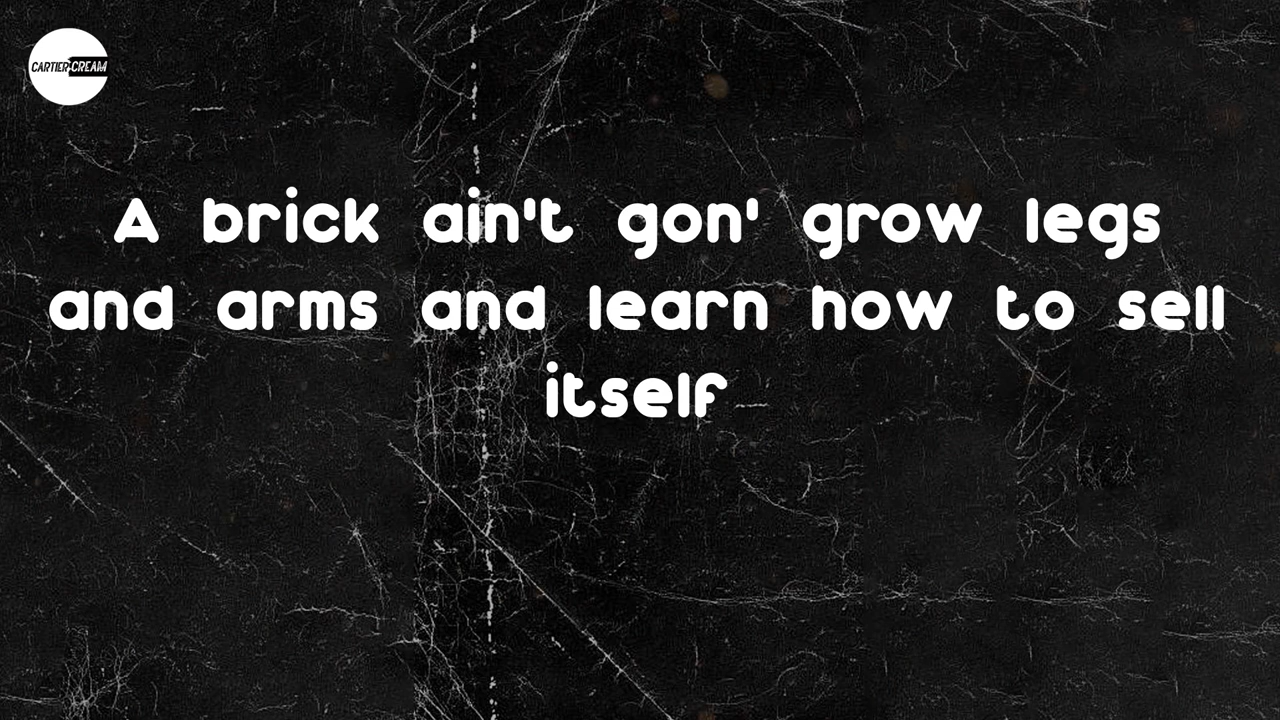 CARTIER CREAM
A brick ain't gon' grow legs
and arms and learn how to sell
itself